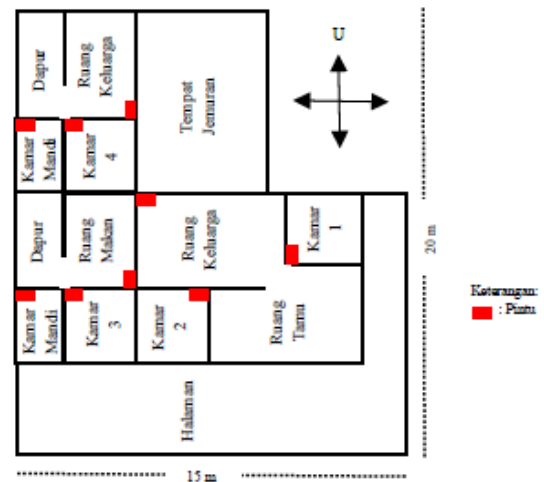 Dapur
Ruang
Keluarga
Tempat
Jemuran
U
Kamar
Mandi
Kamar
4
Dapur
Ruang
Makan
Ruang
Keluarga
Kamar
1
20 m
Kamar
Mandi
Kamar
3
Kamar
2
Ruang
Tamu
Keterangan:
: Pintu
Halaman
15 m